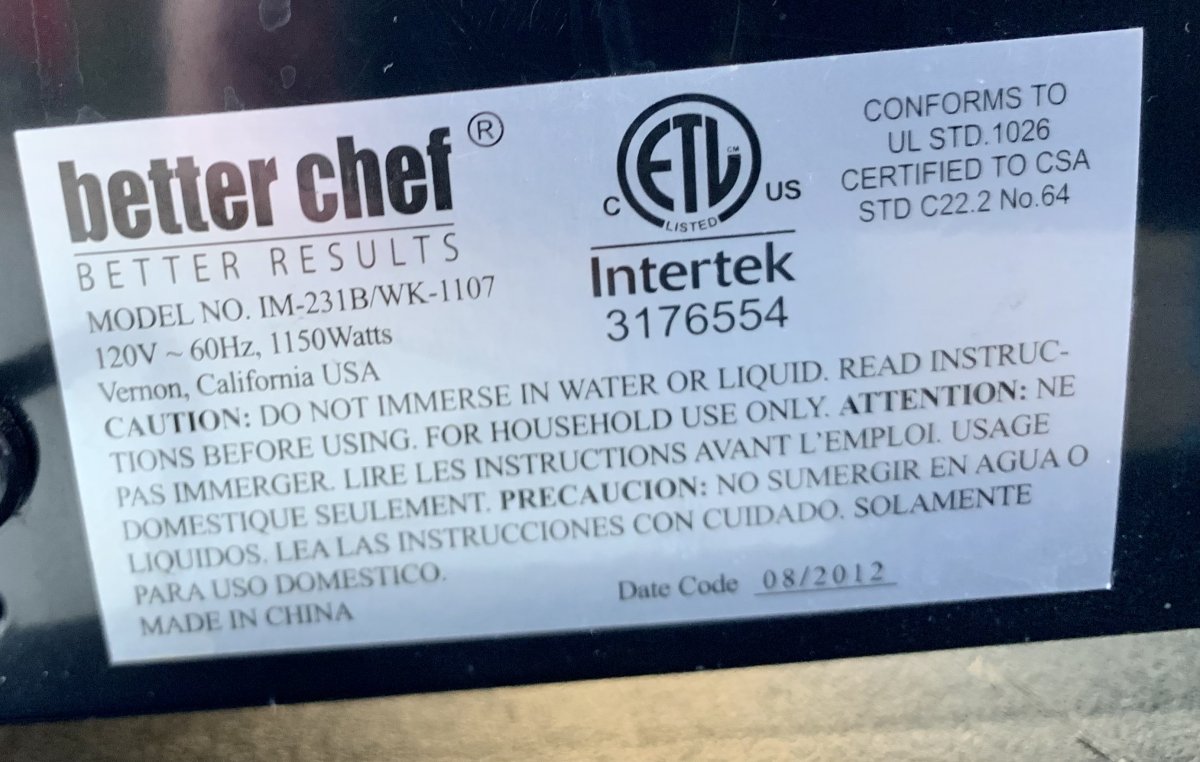 better chef ®
BETTER RESULTS
MODEL NO. IM-231B/WK-1107
120V ~ 60Hz, 1150Watts
Vernon, California USA
C ETL CM US
LISTED
Intertek
3176554
CONFORMS TO
UL STD.1026
CERTIFIED TO CSA
STD C22.2 No.64
CAUTION: DO NOT IMMERSE IN WATER OR LIQUID. READ INSTRUC-
TIONS BEFORE USING. FOR HOUSEHOLD USE ONLY. ATTENTION: NE
PAS IMMERGER. LIRE LES INSTRUCTIONS AVANT L'EMPLOI. USAGE
DOMESTIQUE SEULEMENT. PRECAUCION: NO SUMERGIR EN AGUA O
LIQUIDOS. LEA LAS INSTRUCCIONES CON CUIDADO. SOLAMENTE
PARA USO DOMESTICO.
MADE IN CHINA
Date Code 08/2012